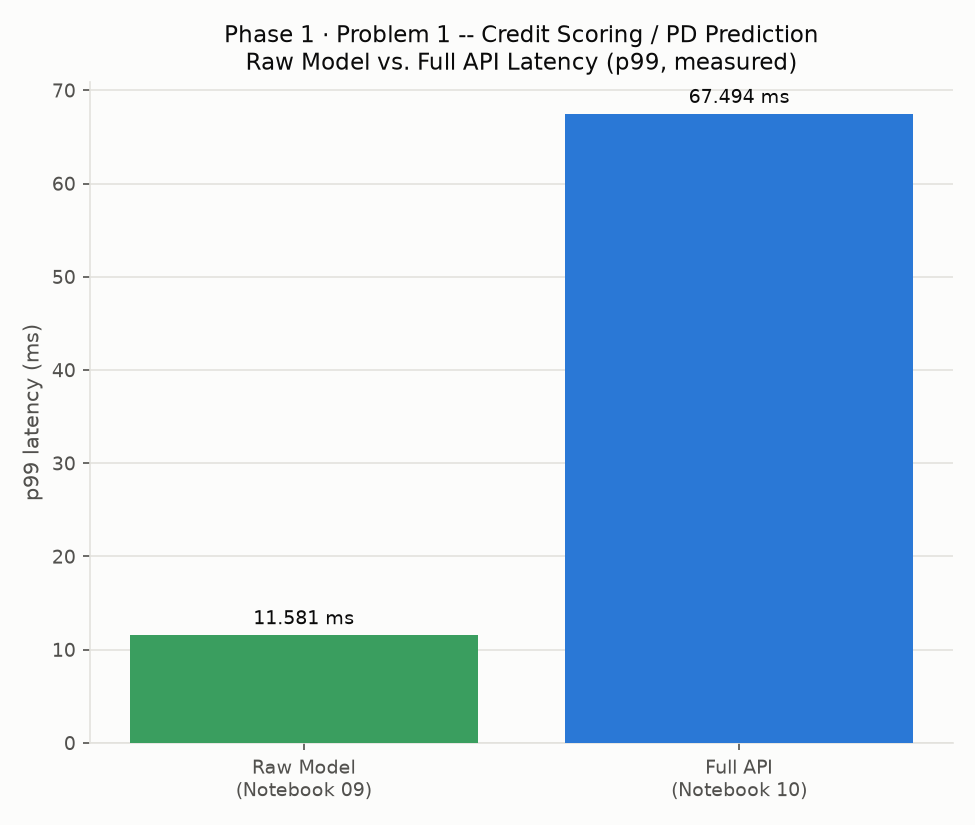 Phase 1 · Problem 1 -- Credit Scoring / PD Prediction
Raw Model vs. Full API Latency (p99, measured)
p99 latency (ms)
70
60
50
40
30
20
10
0
67.494 ms
11.581 ms
Raw Model
(Notebook 09)
Full API
(Notebook 10)